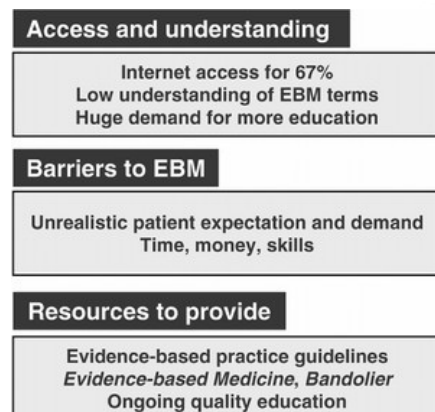 Access and understanding
Internet access for 67%
Low understanding of EBM terms
Huge demand for more education
Barriers to EBM
Unrealistic patient expectation and demand
Time, money, skills
Resources to provide
Evidence-based practice guidelines
Evidence-based Medicine, Bandolier
Ongoing quality education